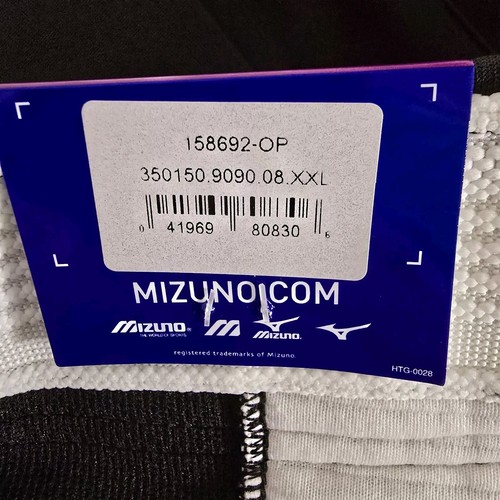 158692-OP
350150.9090.08.XXL
0 41969 80830 6
MIZUNO.COM
MIZUNO® MIZUNO
THE WORLD OF SPORTS
registered trademarks of Mizuno.
HTG-0028